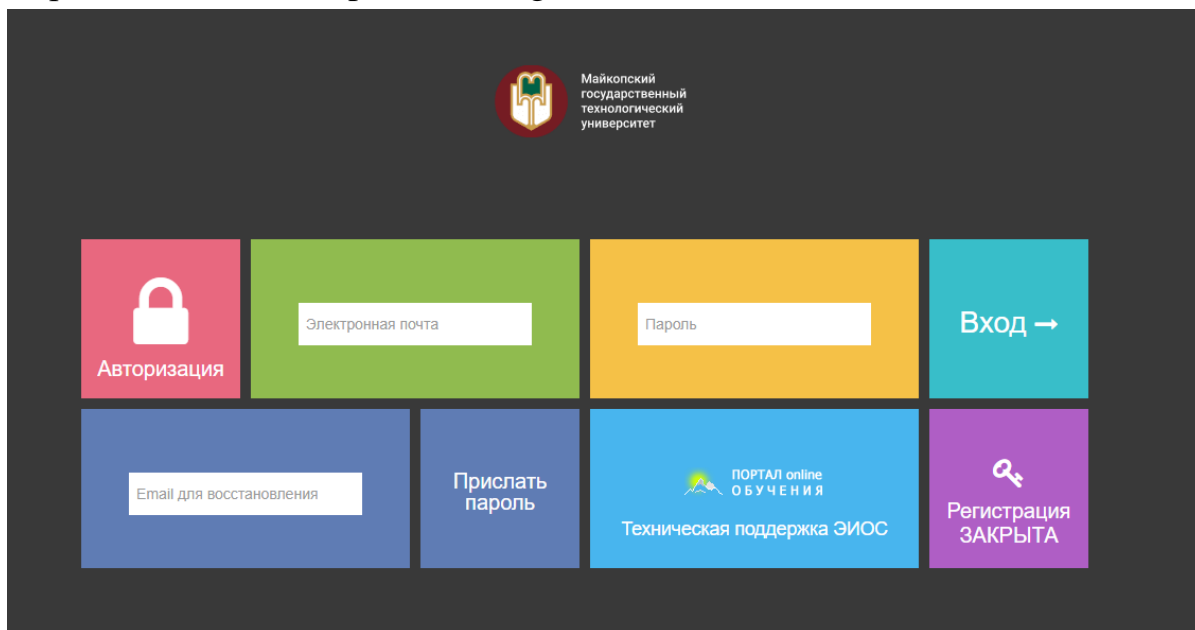 Майкопский
государственный
технологический
университет
Авторизация
Электронная почта
Пароль
Вход →
Email для восстановления
Прислать
пароль
ПОРТАЛ online
ОБУЧЕНИЯ
Техническая поддержка ЭИОС
Регистрация
ЗАКРЫТА